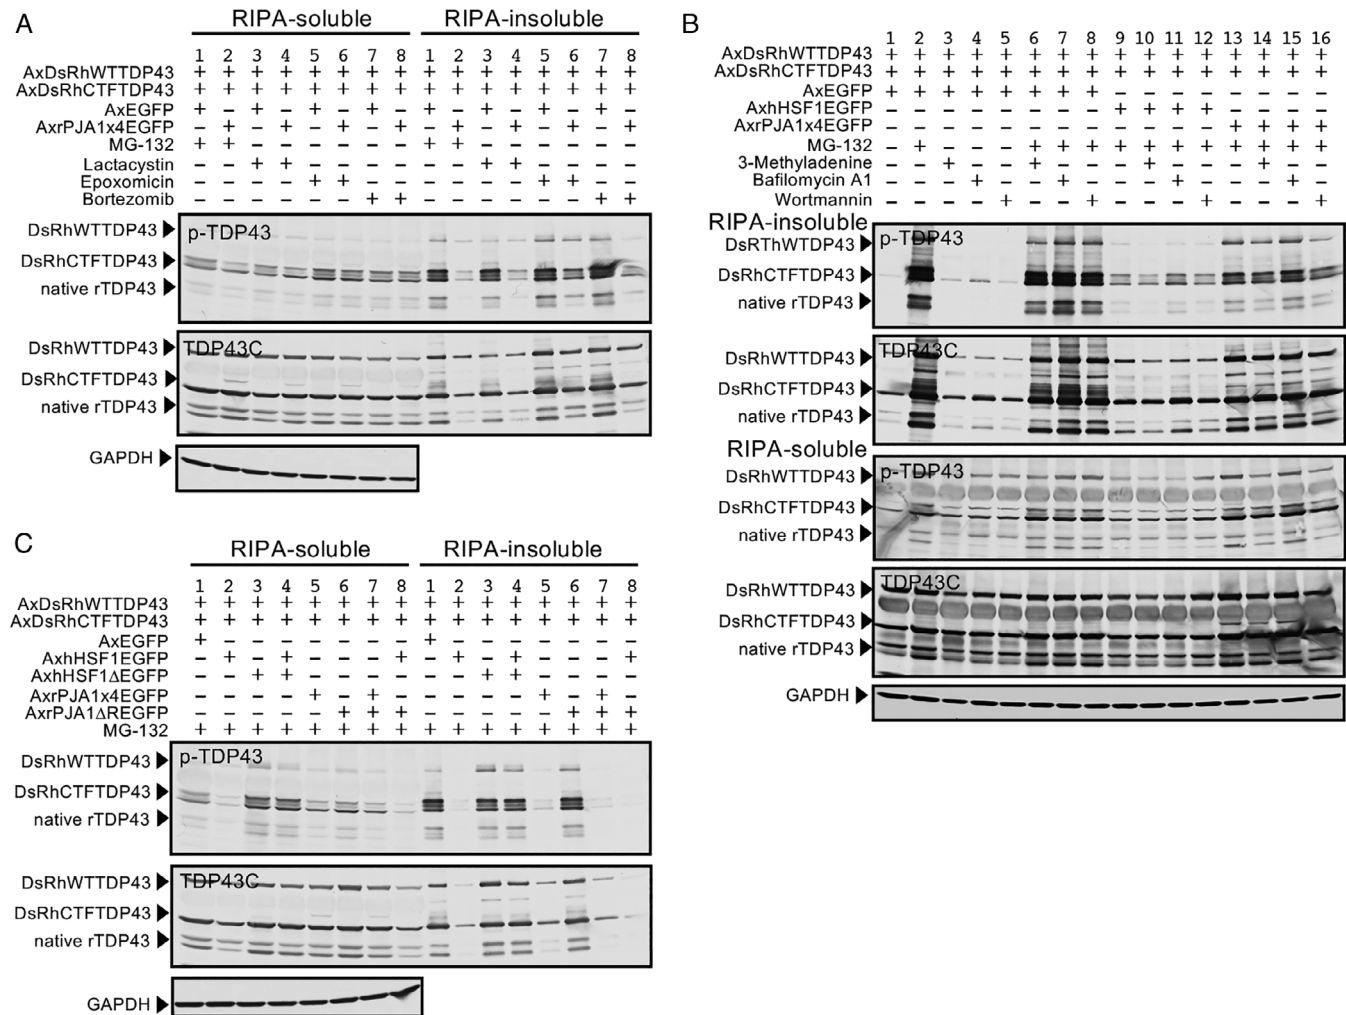 A
RIPA-soluble RIPA-insoluble
1 2 3 4 5 6 7 8 1 2 3 4 5 6 7 8
AxDsRhWTTDP43 + + + + + + + + + + + + + + + +
AxDsRhCTFTDP43 + + + + + + + + + + + + + + + +
AxEGFP + − + − + − + − + − + − + − + −
AxrPJA1x4EGFP − + − + − + − + − + − + − + − +
MG-132 + + − − − − − − + + − − − − − −
Lactacystin − − + + − − − − − − + + − − − −
Epoxomicin − − − − + + − − − − − − + + − −
Bortezomib − − − − − − + + − − − − − − + +
p-TDP43
DsRhWTTDP43
DsRhCTFTDP43
native rTDP43
TDP43C
DsRhWTTDP43
DsRhCTFTDP43
native rTDP43
GAPDH
B
1 2 3 4 5 6 7 8 9 10 11 12 13 14 15 16
AxDsRhWTTDP43 + + + + + + + + + + + + + + + +
AxDsRhCTFTDP43 + + + + + + + + + + + + + + + +
AxEGFP + + + + + + + + − − − − − − − −
AxhHSF1EGFP − − − − − − − − + + + + − − − −
AxrPJA1x4EGFP − − − − − − − − − − − − + + + +
MG-132 − + − − − + + + + + + + + + + +
3-Methyladenine − − + − − + − − − + − − − + − −
Bafilomycin A1 − − − + − − + − − − + − − − + −
Wortmannin − − − − + − − + − − − + − − − +
RIPA-insoluble
p-TDP43
DsRThWTDP43
DsRhCTFTDP43
native rTDP43
TDP43C
DsRhWTTDP43
DsRhCTFTDP43
native rTDP43
RIPA-soluble
p-TDP43
DsRhWTTDP43
DsRhCTFTDP43
native rTDP43
TDP43C
DsRhWTTDP43
DsRhCTFTDP43
native rTDP43
GAPDH
C
RIPA-soluble RIPA-insoluble
1 2 3 4 5 6 7 8 1 2 3 4 5 6 7 8
AxDsRhWTTDP43 + + + + + + + + + + + + + + + +
AxDsRhCTFTDP43 + + + + + + + + + + + + + + + +
AxEGFP + − − − − − − − + − − − − − − −
AxhHSF1EGFP − + − + − − − + − + − + − − − +
AxhHSF1ΔEGFP − − + + − − − − − − + + − − − −
AxrPJA1x4EGFP − − − − + − + − − − − − + − + −
AxrPJA1ΔREGFP − − − − − + + + − − − − − + + +
MG-132 + + + + + + + + + + + + + + + +
p-TDP43
DsRhWTTDP43
DsRhCTFTDP43
native rTDP43
TDP43C
DsRhWTTDP43
DsRhCTFTDP43
native rTDP43
GAPDH